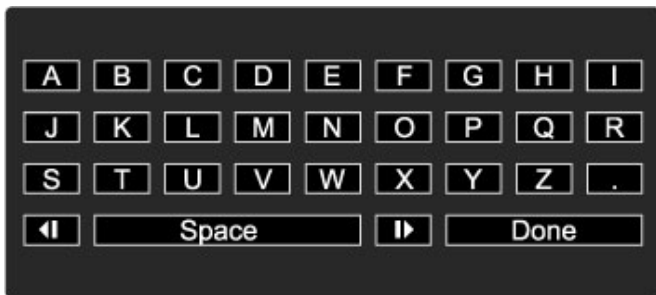 A B C D E F G H I
J K L M N O P Q R
S T U V W X Y Z .
Space Done